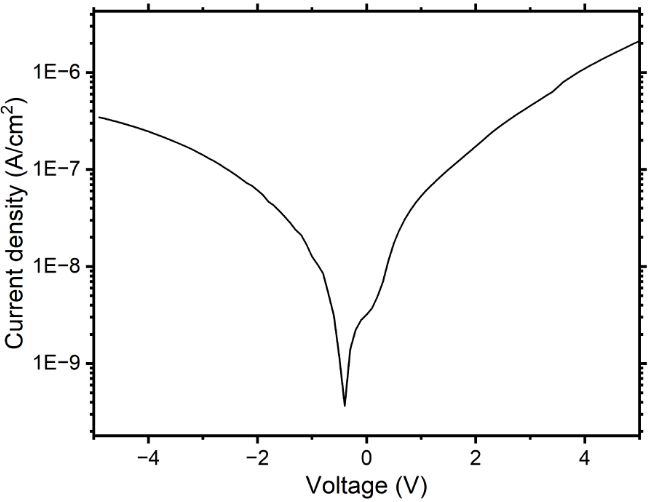 1E−6
1E−7
1E−8
1E−9
Current density (A/cm²)
−4 −2 0 2 4
Voltage (V)